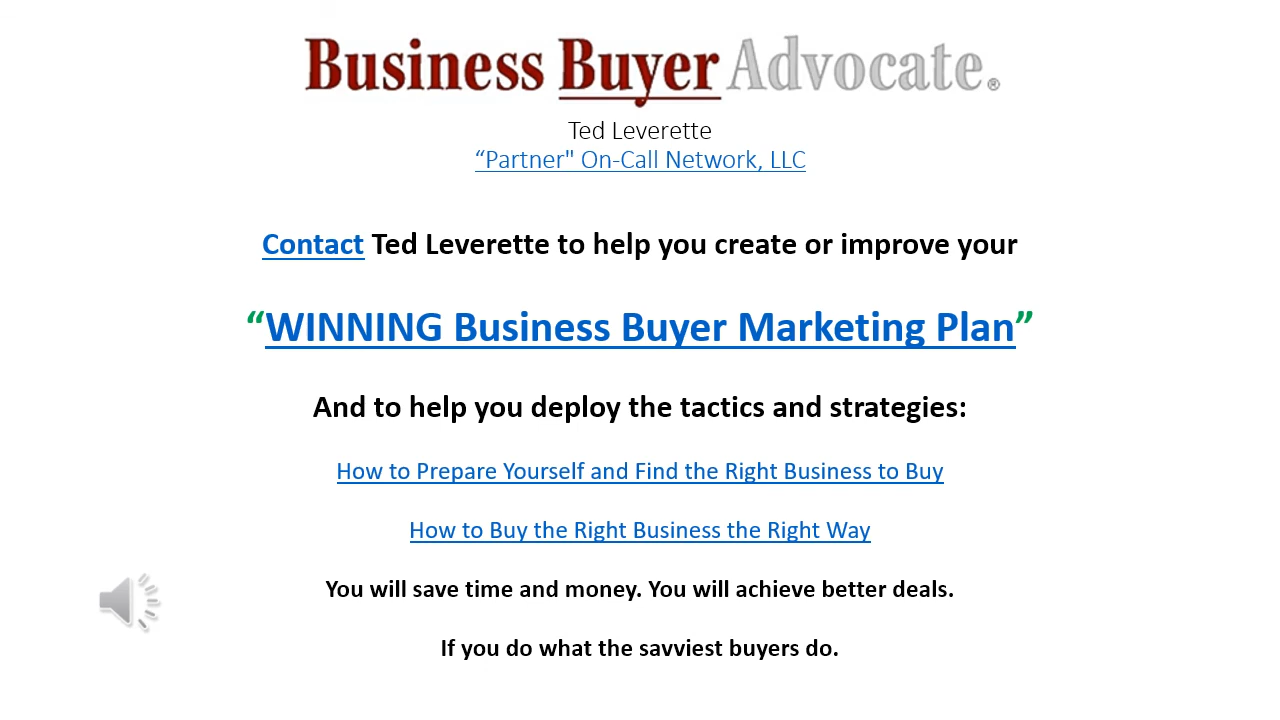 Business Buyer Advocate.®
Ted Leverette
“Partner" On-Call Network, LLC
Contact Ted Leverette to help you create or improve your
“WINNING Business Buyer Marketing Plan”
And to help you deploy the tactics and strategies:
How to Prepare Yourself and Find the Right Business to Buy
How to Buy the Right Business the Right Way
You will save time and money. You will achieve better deals.
If you do what the savviest buyers do.